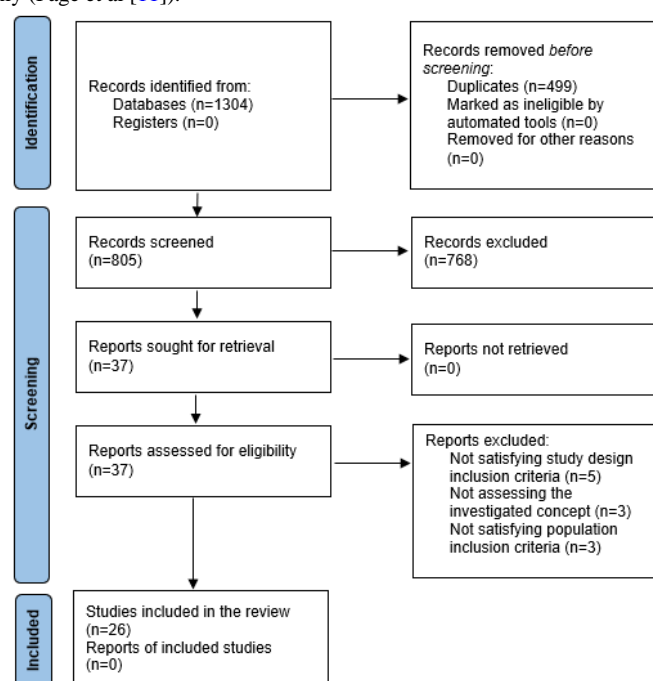 (Page et al [11]).
Identification
Records identified from:
Databases (n=1304)
Registers (n=0)
Records removed before
screening:
Duplicates (n=499)
Marked as ineligible by
automated tools (n=0)
Removed for other reasons
(n=0)
Screening
Records screened
(n=805)
Records excluded
(n=768)
Reports sought for retrieval
(n=37)
Reports not retrieved
(n=0)
Reports assessed for eligibility
(n=37)
Reports excluded:
Not satisfying study design
inclusion criteria (n=5)
Not assessing the
investigated concept (n=3)
Not satisfying population
inclusion criteria (n=3)
Included
Studies included in the review
(n=26)
Reports of included studies
(n=0)